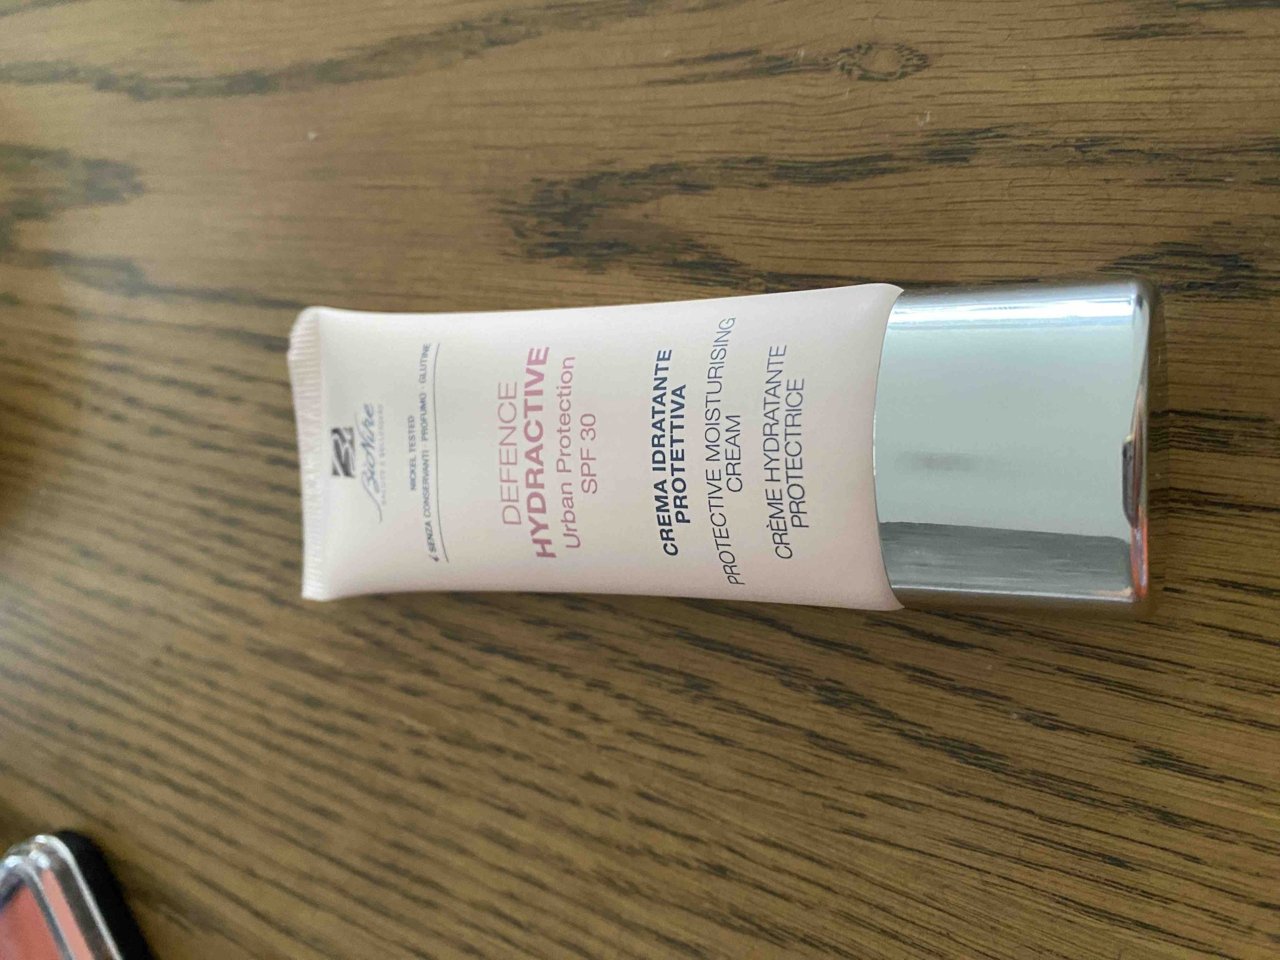 BioNike
NICKEL TESTED
SENZA CONSERVANTI - PROFUMO - GLUTINE
DEFENCE
HYDRACTIVE
Urban Protection
SPF 30
CREMA IDRATANTE
PROTETTIVA
PROTECTIVE MOISTURISING
CREAM
CRÈME HYDRATANTE
PROTECTRICE